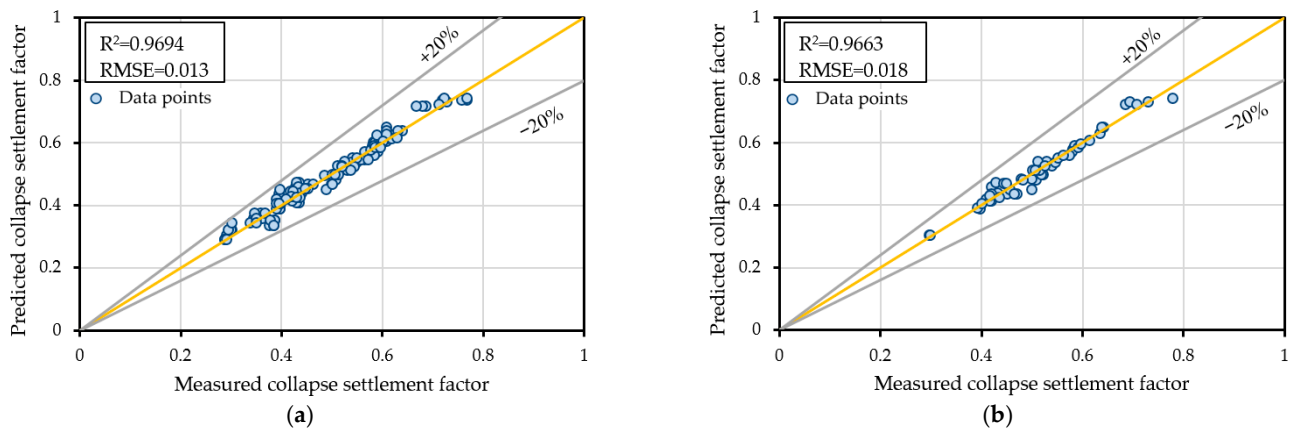 R²=0.9694
RMSE=0.013
Data points
+20%
−20%
Predicted collapse settlement factor
1
0.8
0.6
0.4
0.2
0
0
0.2
0.4
0.6
0.8
1
Measured collapse settlement factor
(a)
R²=0.9663
RMSE=0.018
Data points
+20%
−20%
Predicted collapse settlement factor
1
0.8
0.6
0.4
0.2
0
0
0.2
0.4
0.6
0.8
1
Measured collapse settlement factor
(b)